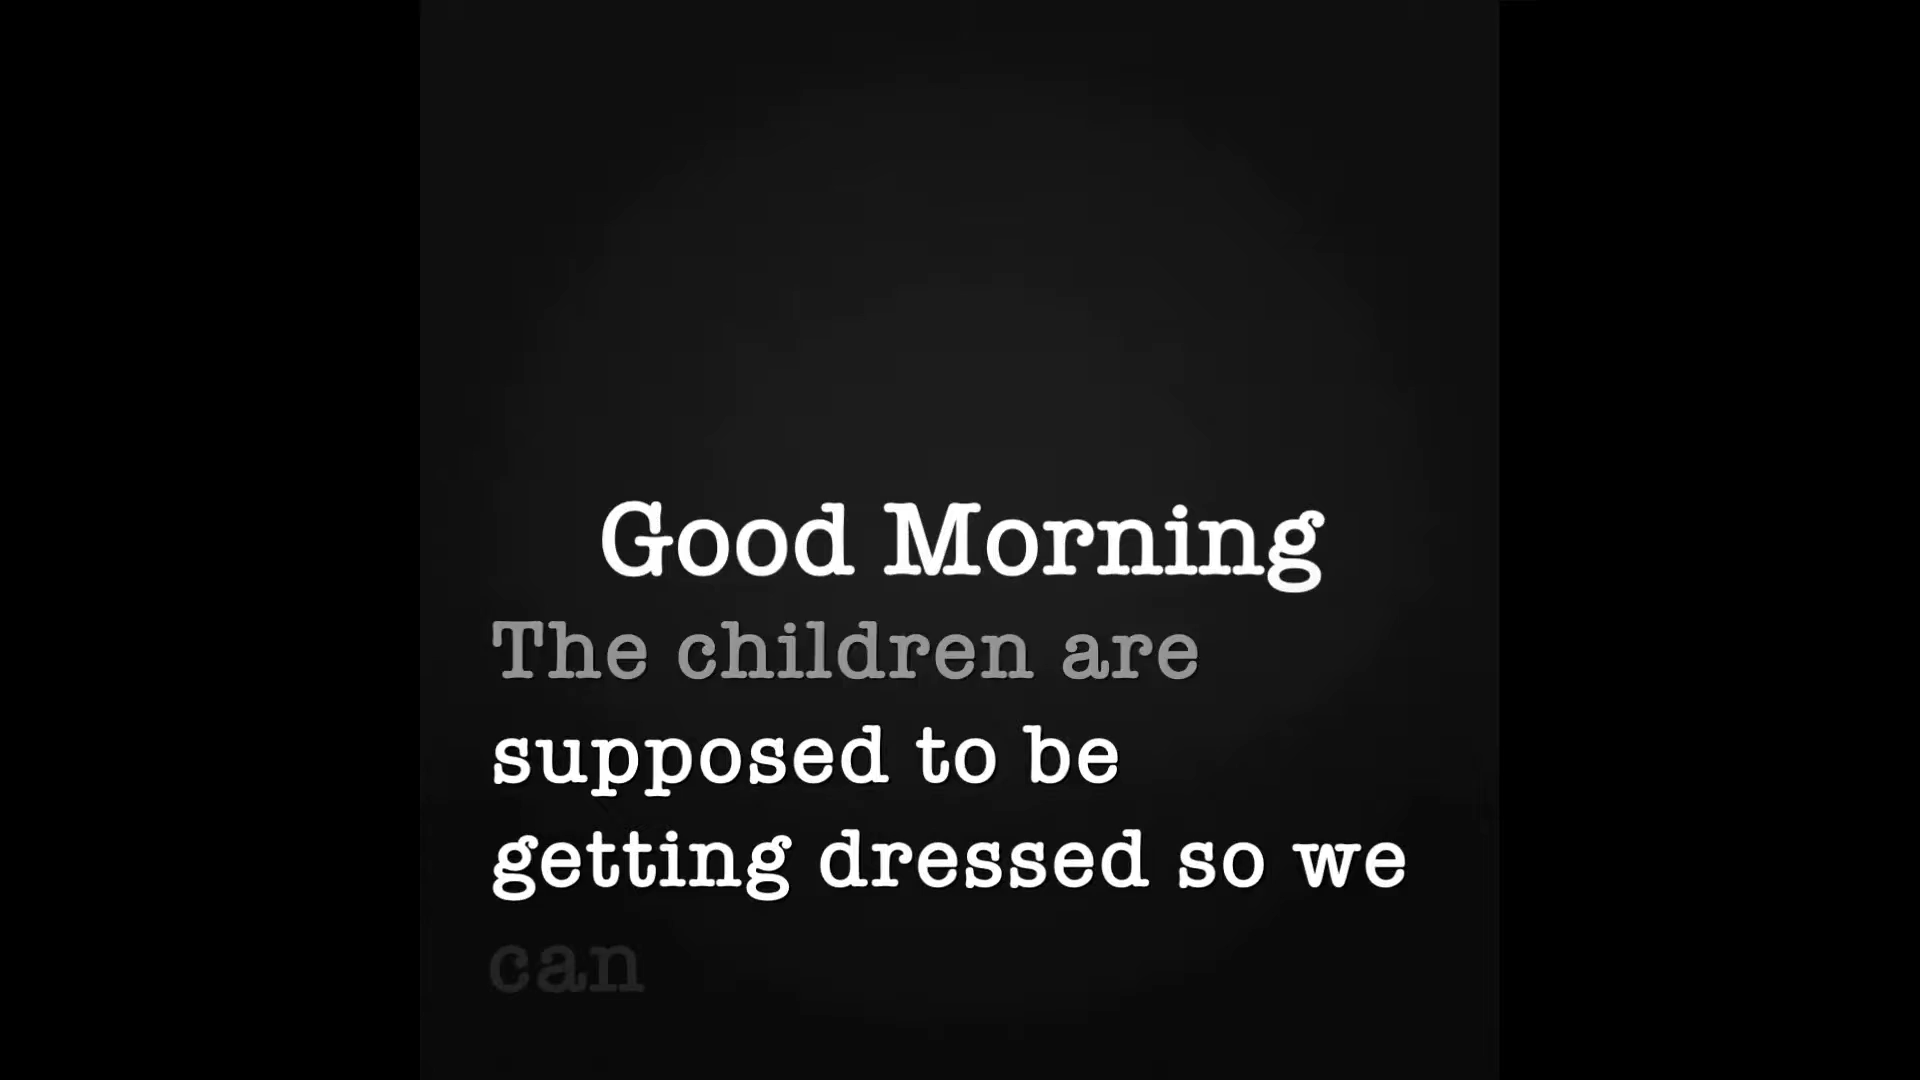 Good Morning
The children are
supposed to be
getting dressed so we
can